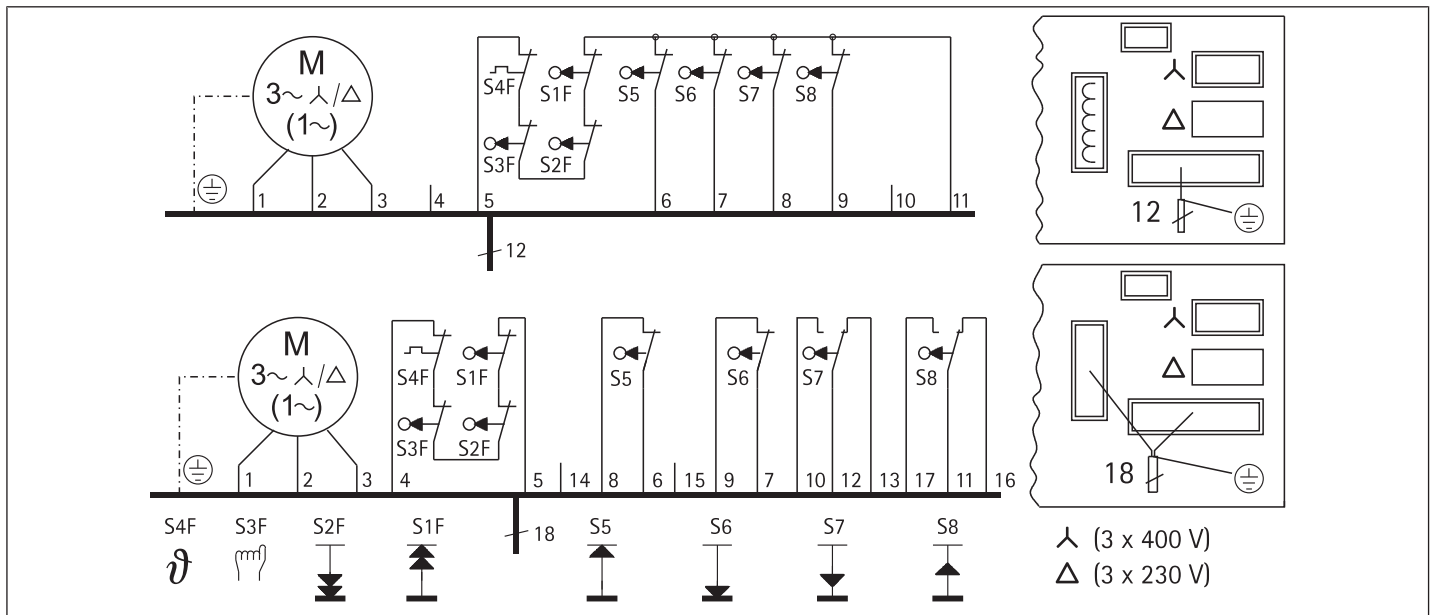 M
3~ ⅄ /△
(1~)
S4F S1F S5 S6 S7 S8
S3F S2F
1 2 3 4 5 6 7 8 9 10 11
12
⅄
△
12
M
3~ ⅄ /△
(1~)
S4F S1F S5 S6 S7 S8
S3F S2F
1 2 3 4 5 14 8 6 15 9 7 10 12 13 17 11 16
18
⅄
△
18
S4F S3F S2F S1F S5 S6 S7 S8
ϑ
⅄ (3 x 400 V)
△ (3 x 230 V)